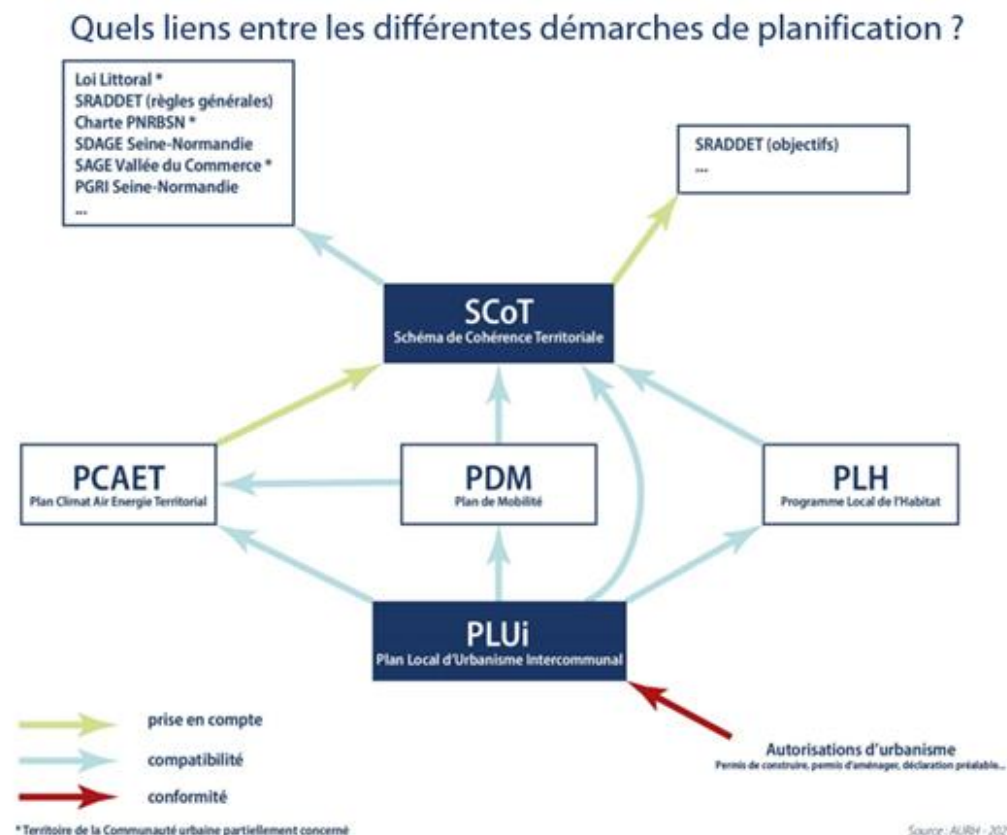 Quels liens entre les différentes démarches de planification ?
Loi Littoral *
SRADDET (règles générales)
Charte PNRBSN *
SDAGE Seine-Normandie
SAGE Vallée du Commerce *
PGRI Seine-Normandie
...
SRADDET (objectifs)
...
SCoT
Schéma de Cohérence Territoriale
PCAET
Plan Climat Air Energie Territorial
PDM
Plan de Mobilité
PLH
Programme Local de l'Habitat
PLUi
Plan Local d'Urbanisme Intercommunal
prise en compte
compatibilité
conformité
Autorisations d'urbanisme
Permis de construire, permis d'aménager, déclaration préalable...
* Territoire de la Communauté urbaine partiellement concerné
Source : AURH -